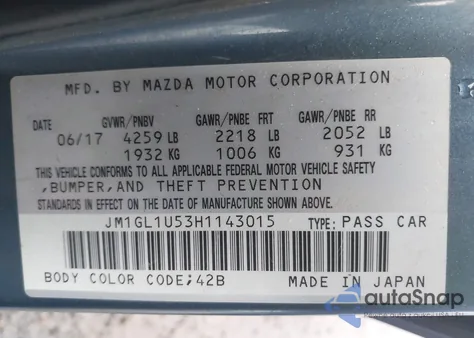 MFD. BY MAZDA MOTOR CORPORATION
DATE GVWR/PNBV GAWR/PNBE FRT GAWR/PNBE RR
06/17 4259 LB 2218 LB 2052 LB
1932 KG 1006 KG 931 KG
THIS VEHICLE CONFORMS TO ALL APPLICABLE FEDERAL MOTOR VEHICLE SAFETY
,BUMPER,AND THEFT PREVENTION
STANDARDS IN EFFECT ON THE DATE OF MANUFACTURE SHOWN ABOVE.
JM1GL1U53H1143015 TYPE: PASS CAR
BODY COLOR CODE;42B MADE IN JAPAN
autoSnap